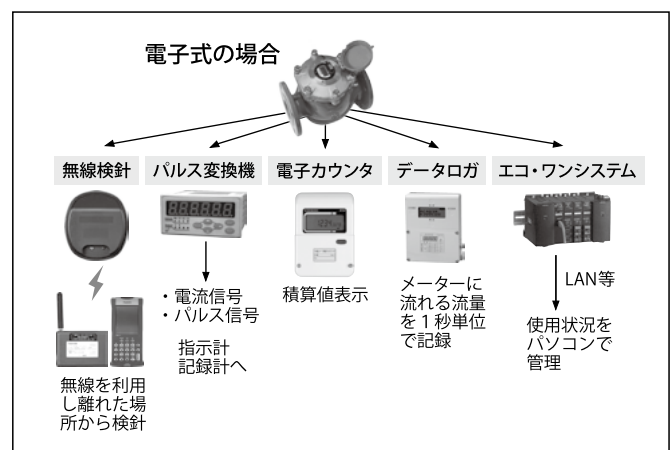 電子式の場合
無線検針
パルス変換機
電子カウンタ
データロガ
エコ・ワンシステム
・電流信号
・パルス信号
指示計
記録計へ
積算値表示
メーターに
流れる流量
を１秒単位
で記録
LAN等
使用状況を
パソコンで
管理
無線を利用
し離れた場
所から検針